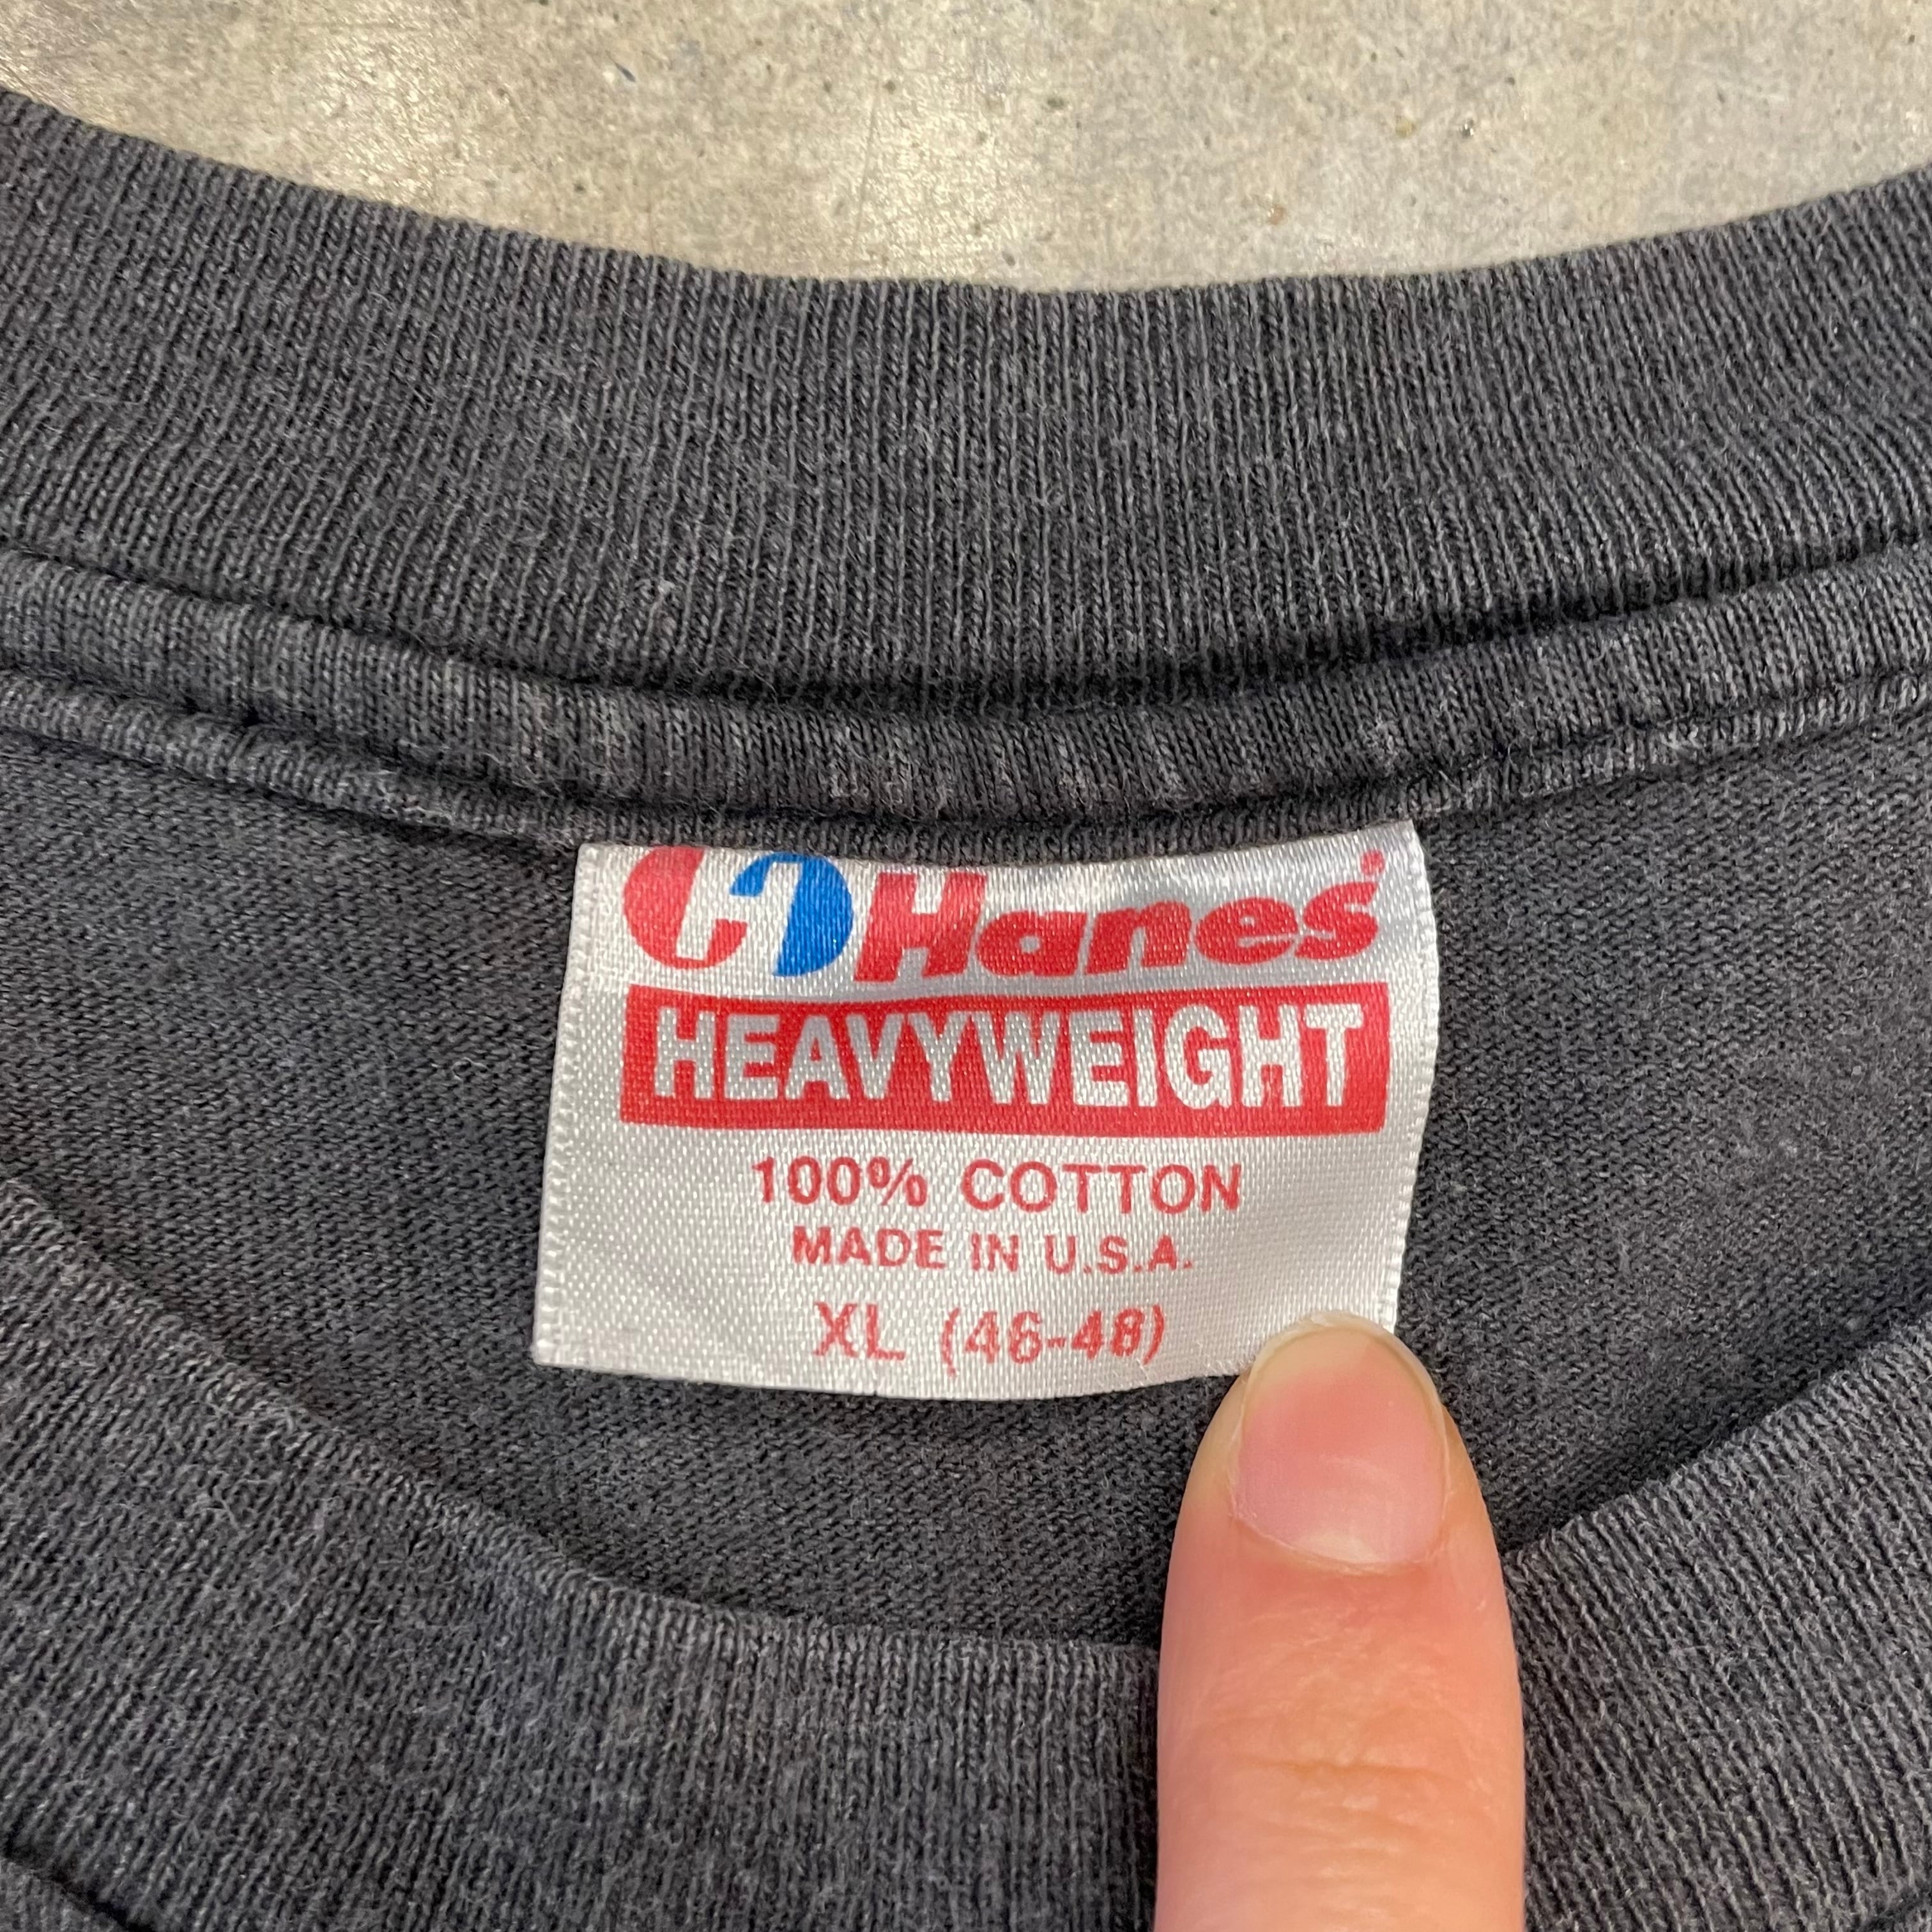 Hanes
HEAVYWEIGHT
100% COTTON
MADE IN U.S.A.
XL (46-48)